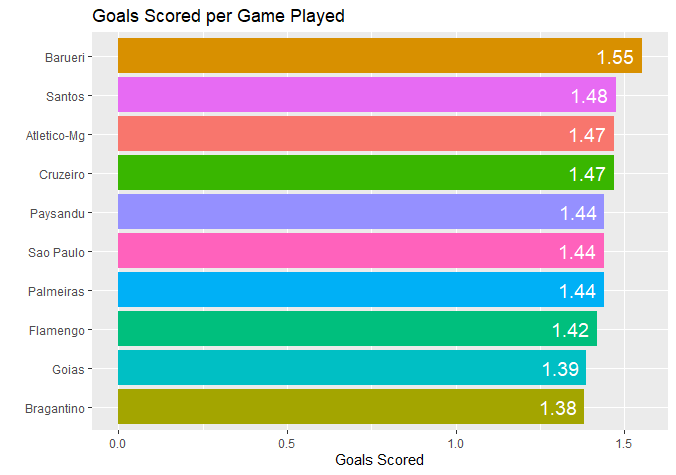 Goals Scored per Game Played
Barueri 1.55
Santos 1.48
Atletico-Mg 1.47
Cruzeiro 1.47
Paysandu 1.44
Sao Paulo 1.44
Palmeiras 1.44
Flamengo 1.42
Goias 1.39
Bragantino 1.38
0.0 0.5 1.0 1.5
Goals Scored